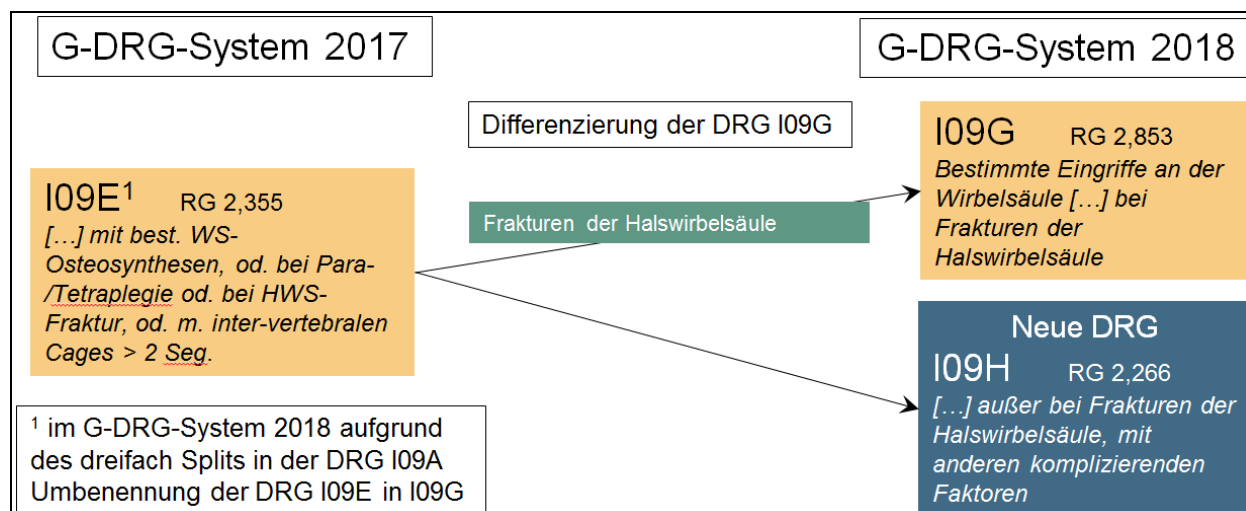 G-DRG-System 2017
G-DRG-System 2018
Differenzierung der DRG I09G
I09E¹ RG 2,355
[…] mit best. WS-
Osteosynthesen, od. bei Para-
/Tetraplegie od. bei HWS-
Fraktur, od. m. inter-vertebralen
Cages > 2 Seg.
Frakturen der Halswirbelsäule
I09G RG 2,853
Bestimmte Eingriffe an der
Wirbelsäule […] bei
Frakturen der
Halswirbelsäule
Neue DRG
I09H RG 2,266
[…] außer bei Frakturen der
Halswirbelsäule, mit
anderen komplizierenden
Faktoren
¹ im G-DRG-System 2018 aufgrund
des dreifach Splits in der DRG I09A
Umbenennung der DRG I09E in I09G